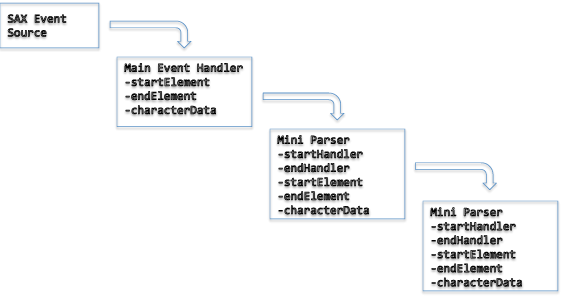 SAX Event
Source
Main Event Handler
-startElement
-endElement
-characterData
Mini Parser
-startHandler
-endHandler
-startElement
-endElement
-characterData
Mini Parser
-startHandler
-endHandler
-startElement
-endElement
-characterData